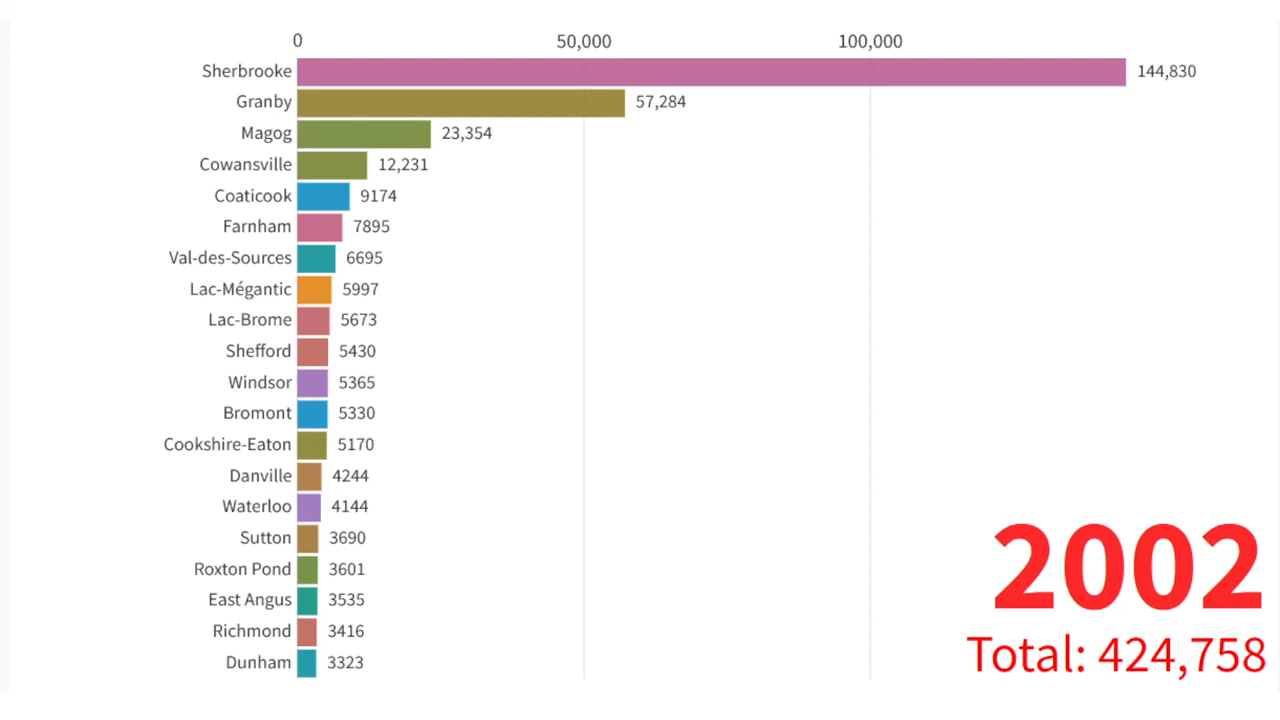 0 50,000 100,000
Sherbrooke 144,830
Granby 57,284
Magog 23,354
Cowansville 12,231
Coaticook 9174
Farnham 7895
Val-des-Sources 6695
Lac-Mégantic 5997
Lac-Brome 5673
Shefford 5430
Windsor 5365
Bromont 5330
Cookshire-Eaton 5170
Danville 4244
Waterloo 4144
Sutton 3690
Roxton Pond 3601
East Angus 3535
Richmond 3416
Dunham 3323
2002
Total: 424,758